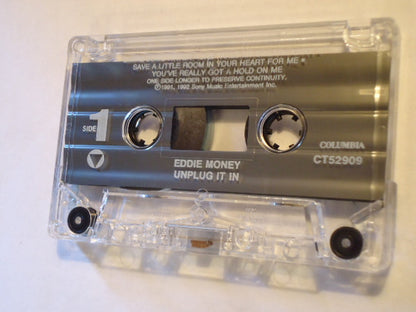 SAVE A LITTLE ROOM IN YOUR HEART FOR ME •
YOU'VE REALLY GOT A HOLD ON ME
ONE SIDE LONGER TO PRESERVE CONTINUITY.
©1991, 1992 Sony Music Entertainment Inc.
SIDE 1
COLUMBIA
EDDIE MONEY
CT52909
UNPLUG IT IN